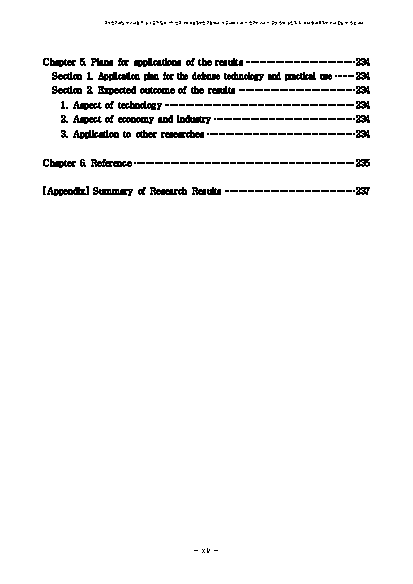 Chapter 5. Plans for applications of the results ---------------------234
Section 1. Application plan for the defense technology and practical use -----234
Section 2. Expected outcome of the results ----------------------234
1. Aspect of technology ------------------------------------234
2. Aspect of economy and industry --------------------------234
3. Application to other researches ----------------------------234
Chapter 6. Reference ------------------------------------------235
[Appendix] Summary of Research Results -------------------------237